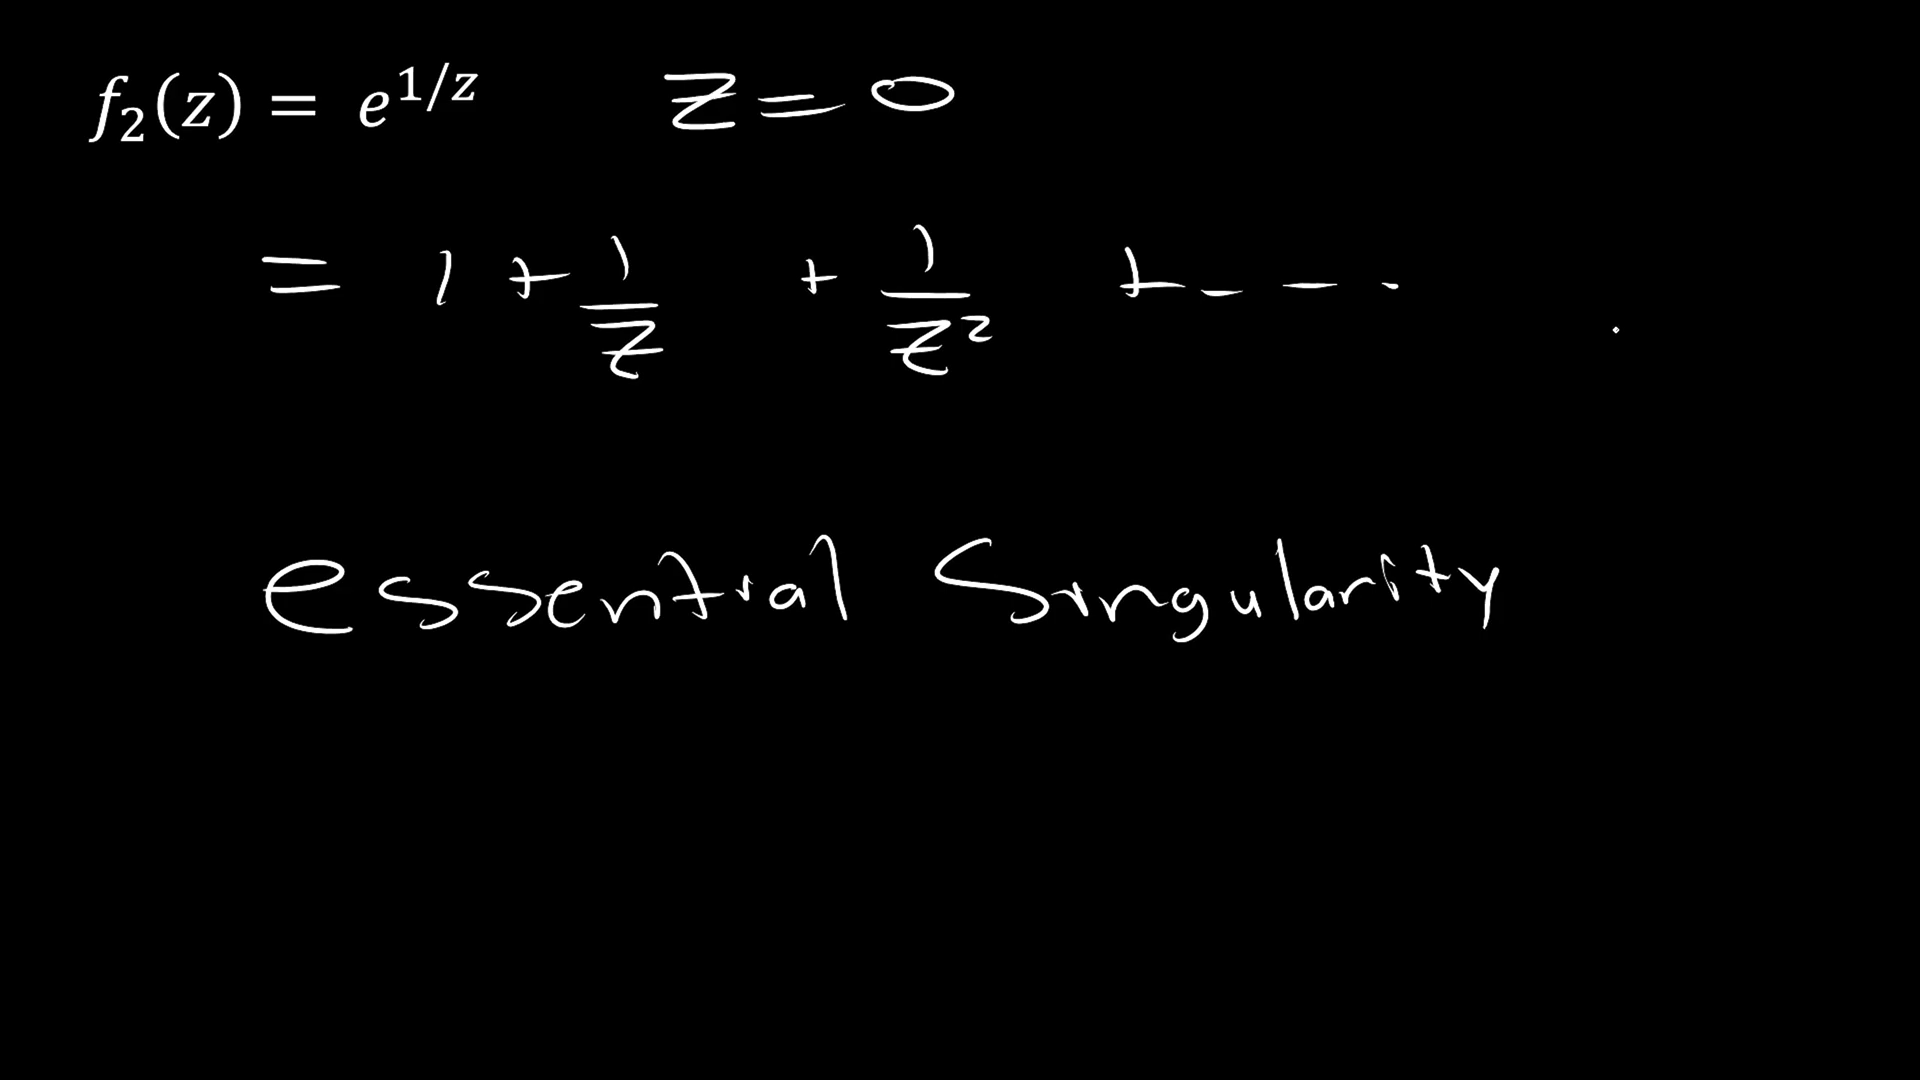 f₂(z) = e^{1/z} z = 0
= 1 + 1/z + 1/z² + - - - .
essential Singularity